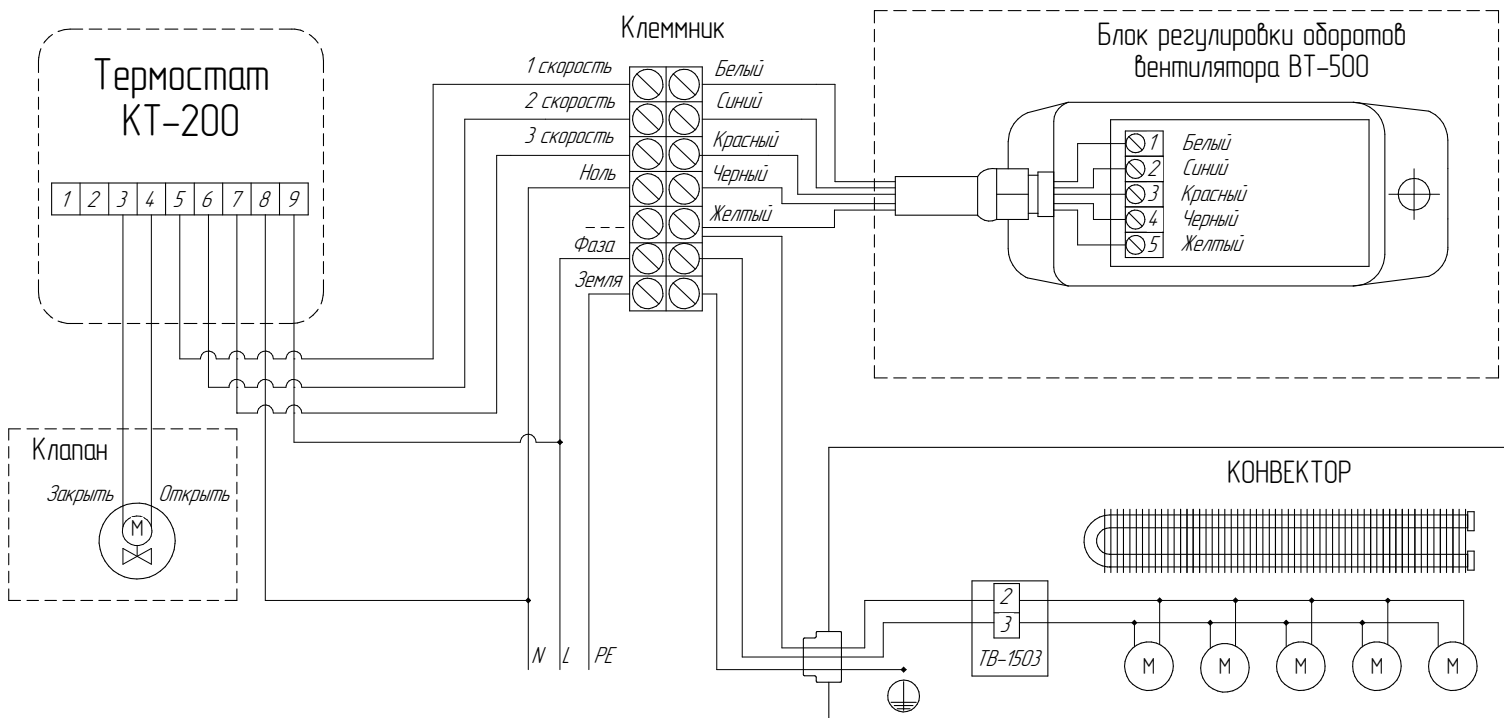 Термостат
КТ-200
1 2 3 4 5 6 7 8 9
Клапан
Закрыть
Открыть
М
Клеммник
1 скорость
2 скорость
3 скорость
Ноль
---
Фаза
Земля
Белый
Синий
Красный
Черный
Желтый
N L PE
Блок регулировки оборотов
вентилятора ВТ-500
1 Белый
2 Синий
3 Красный
4 Черный
5 Желтый
КОНВЕКТОР
2
3
ТВ-1503
М М М М М